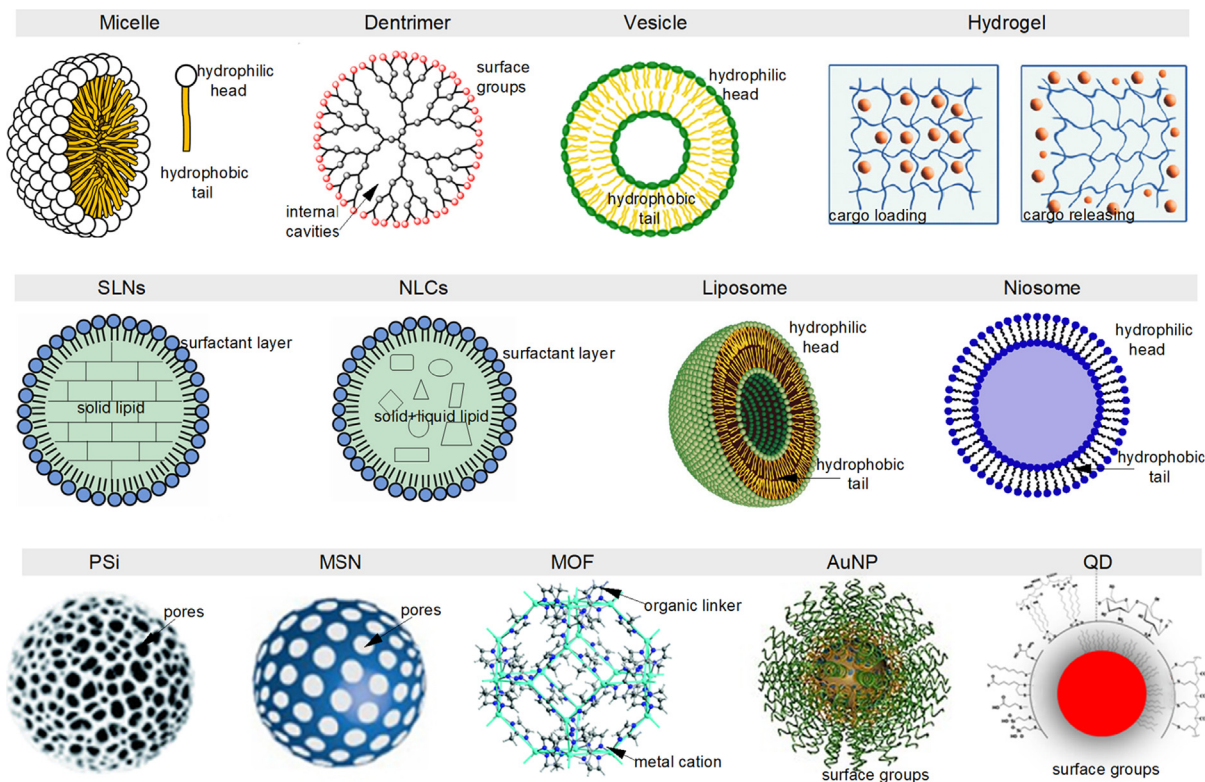 Micelle
Dentrimer
Vesicle
Hydrogel
hydrophilic
head
hydrophobic
tail
surface
groups
internal
cavities
hydrophilic
head
hydrophobic
tail
cargo loading
cargo releasing
SLNs
NLCs
Liposome
Niosome
surfactant layer
solid lipid
surfactant layer
solid+liquid lipid
hydrophilic
head
hydrophobic
tail
hydrophilic
head
hydrophobic
tail
PSi
MSN
MOF
AuNP
QD
pores
pores
organic linker
metal cation
surface groups
surface groups